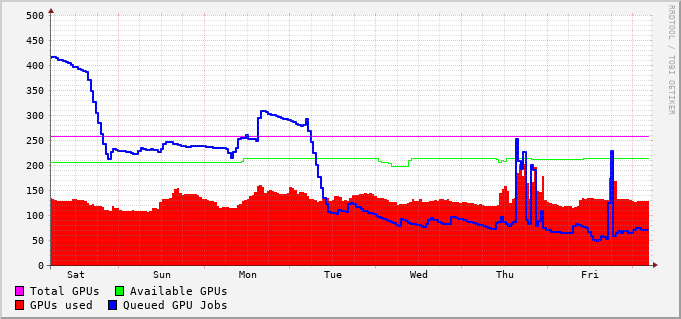 500
450
400
350
300
250
200
150
100
50
0
Sat Sun Mon Tue Wed Thu Fri
Total GPUs Available GPUs
GPUs used Queued GPU Jobs
RRDTOOL / TOBI OETIKER